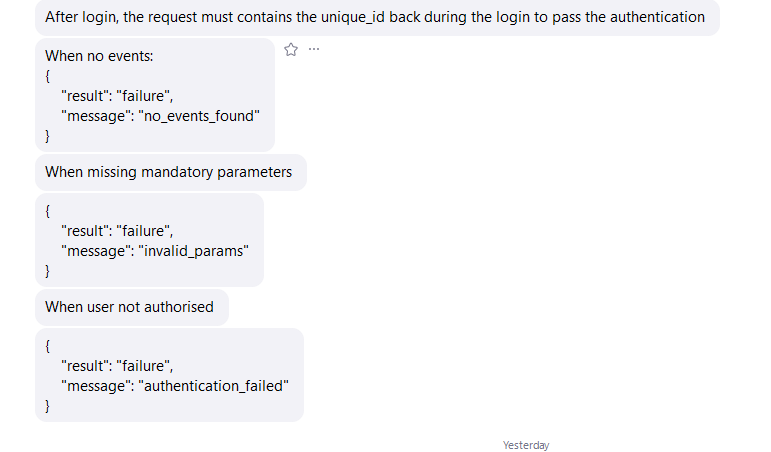 After login, the request must contains the unique_id back during the login to pass the authentication
When no events:
{
"result": "failure",
"message": "no_events_found"
}
When missing mandatory parameters
{
"result": "failure",
"message": "invalid_params"
}
When user not authorised
{
"result": "failure",
"message": "authentication_failed"
}
Yesterday